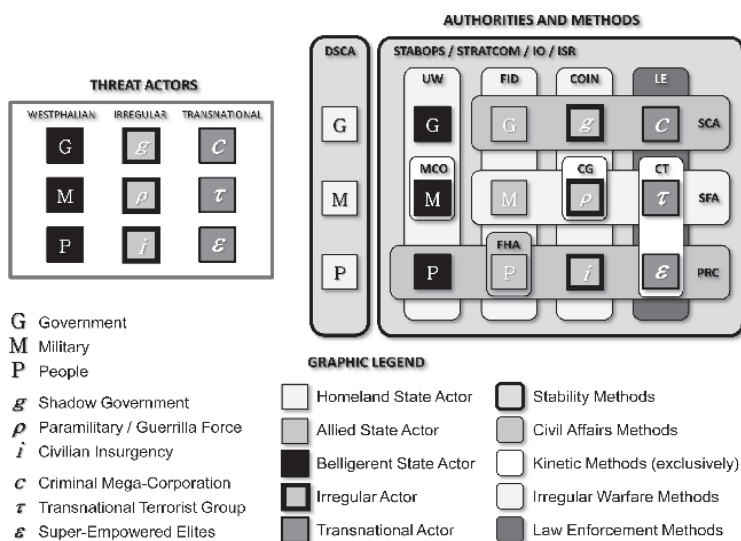 AUTHORITIES AND METHODS
DSCA
STABOPS / STRATCOM / IO / ISR
UW FID COIN LE
THREAT ACTORS
WESTPHALIAN IRREGULAR TRANSNATIONAL
G g c
M ρ τ
P i ε
G G G g c SCA
MCO CG CT
M M M ρ τ SFA
FHA
P P P i ε PRC
G Government
M Military
P People
g Shadow Government
ρ Paramilitary / Guerrilla Force
i Civilian Insurgency
c Criminal Mega-Corporation
τ Transnational Terrorist Group
ε Super-Empowered Elites
GRAPHIC LEGEND
Homeland State Actor
Allied State Actor
Belligerent State Actor
Irregular Actor
Transnational Actor
Stability Methods
Civil Affairs Methods
Kinetic Methods (exclusively)
Irregular Warfare Methods
Law Enforcement Methods